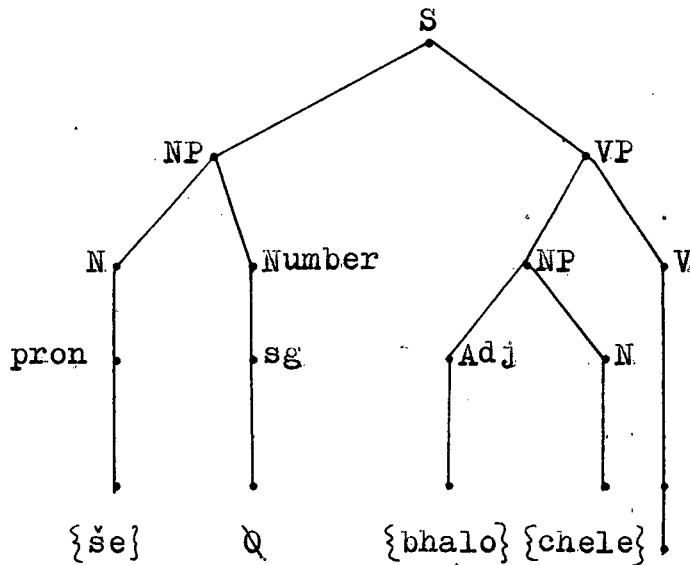 S
NP VP
N Number NP V
pron sg Adj N
{še} Ø {bhalo} {chele}